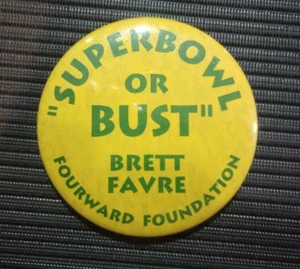 "SUPERBOWL
OR
BUST"
BRETT
FAVRE
FOURWARD FOUNDATION